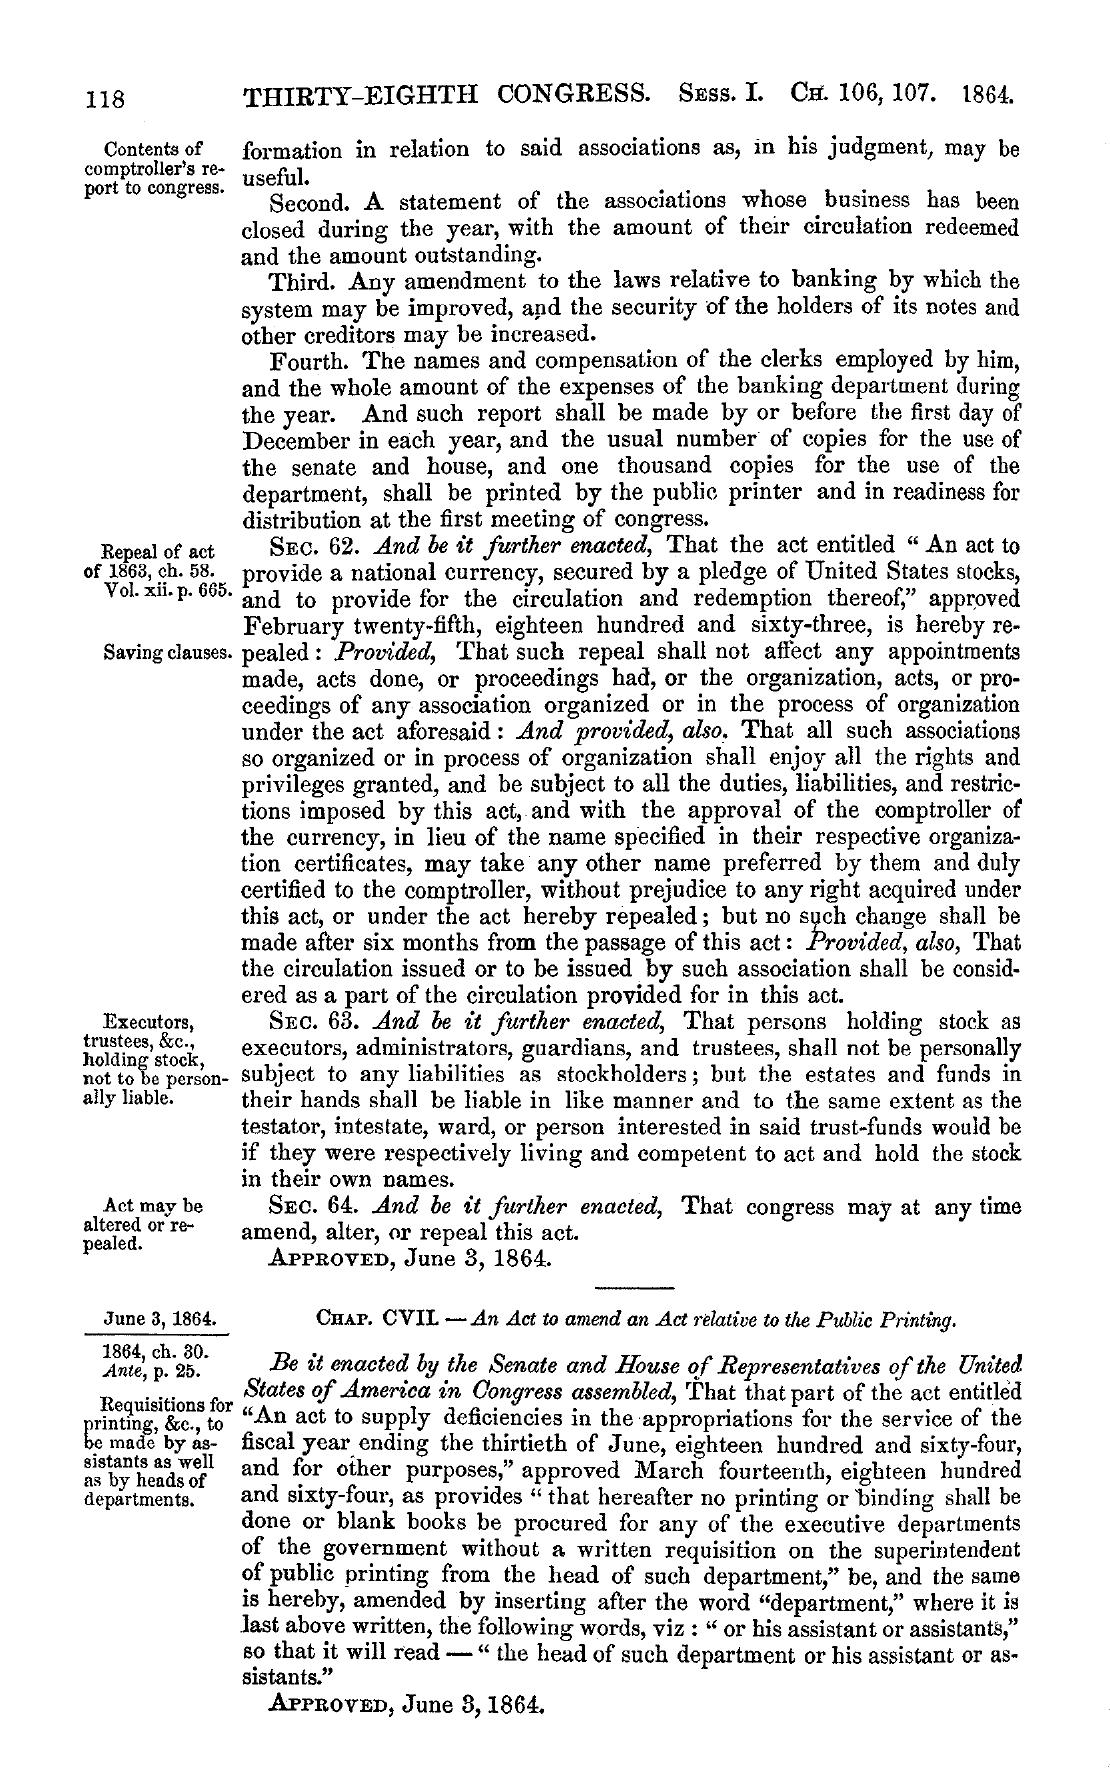 118 THIRTY-EIGHTH CONGRESS. SESS. I. CH. 106, 107. 1864.
Contents of
comptroller's re-
port to congress.
formation in relation to said associations as, in his judgment, may be
useful.
Second. A statement of the associations whose business has been
closed during the year, with the amount of their circulation redeemed
and the amount outstanding.
Third. Any amendment to the laws relative to banking by which the
system may be improved, and the security of the holders of its notes and
other creditors may be increased.
Fourth. The names and compensation of the clerks employed by him,
and the whole amount of the expenses of the banking department during
the year. And such report shall be made by or before the first day of
December in each year, and the usual number of copies for the use of
the senate and house, and one thousand copies for the use of the
department, shall be printed by the public printer and in readiness for
distribution at the first meeting of congress.
Repeal of act
of 1863, ch. 58.
Vol. xii. p. 665.
SEC. 62. And be it further enacted, That the act entitled “ An act to
provide a national currency, secured by a pledge of United States stocks,
and to provide for the circulation and redemption thereof,” approved
February twenty-fifth, eighteen hundred and sixty-three, is hereby re-
Saving clauses.
pealed : Provided, That such repeal shall not affect any appointments
made, acts done, or proceedings had, or the organization, acts, or pro-
ceedings of any association organized or in the process of organization
under the act aforesaid : And provided, also. That all such associations
so organized or in process of organization shall enjoy all the rights and
privileges granted, and be subject to all the duties, liabilities, and restric-
tions imposed by this act, and with the approval of the comptroller of
the currency, in lieu of the name specified in their respective organiza-
tion certificates, may take any other name preferred by them and duly
certified to the comptroller, without prejudice to any right acquired under
this act, or under the act hereby repealed ; but no such change shall be
made after six months from the passage of this act : Provided, also, That
the circulation issued or to be issued by such association shall be consid-
ered as a part of the circulation provided for in this act.
Executors,
trustees, &c.,
holding stock,
not to be person-
ally liable.
SEC. 63. And be it further enacted, That persons holding stock as
executors, administrators, guardians, and trustees, shall not be personally
subject to any liabilities as stockholders ; but the estates and funds in
their hands shall be liable in like manner and to the same extent as the
testator, intestate, ward, or person interested in said trust-funds would be
if they were respectively living and competent to act and hold the stock
in their own names.
Act may be
altered or re-
pealed.
SEC. 64. And be it further enacted, That congress may at any time
amend, alter, or repeal this act.
APPROVED, June 3, 1864.
June 3, 1864.
CHAP. CVII. — An Act to amend an Act relative to the Public Printing.
1864, ch. 30.
Ante, p. 25.
Requisitions for
printing, &c., to
be made by as-
sistants as well
as by heads of
departments.
Be it enacted by the Senate and House of Representatives of the United
States of America in Congress assembled, That that part of the act entitled
“An act to supply deficiencies in the appropriations for the service of the
fiscal year ending the thirtieth of June, eighteen hundred and sixty-four,
and for other purposes,” approved March fourteenth, eighteen hundred
and sixty-four, as provides “ that hereafter no printing or binding shall be
done or blank books be procured for any of the executive departments
of the government without a written requisition on the superintendent
of public printing from the head of such department,” be, and the same
is hereby, amended by inserting after the word “department,” where it is
last above written, the following words, viz : “ or his assistant or assistants,”
so that it will read — “ the head of such department or his assistant or as-
sistants.”
APPROVED, June 3, 1864.